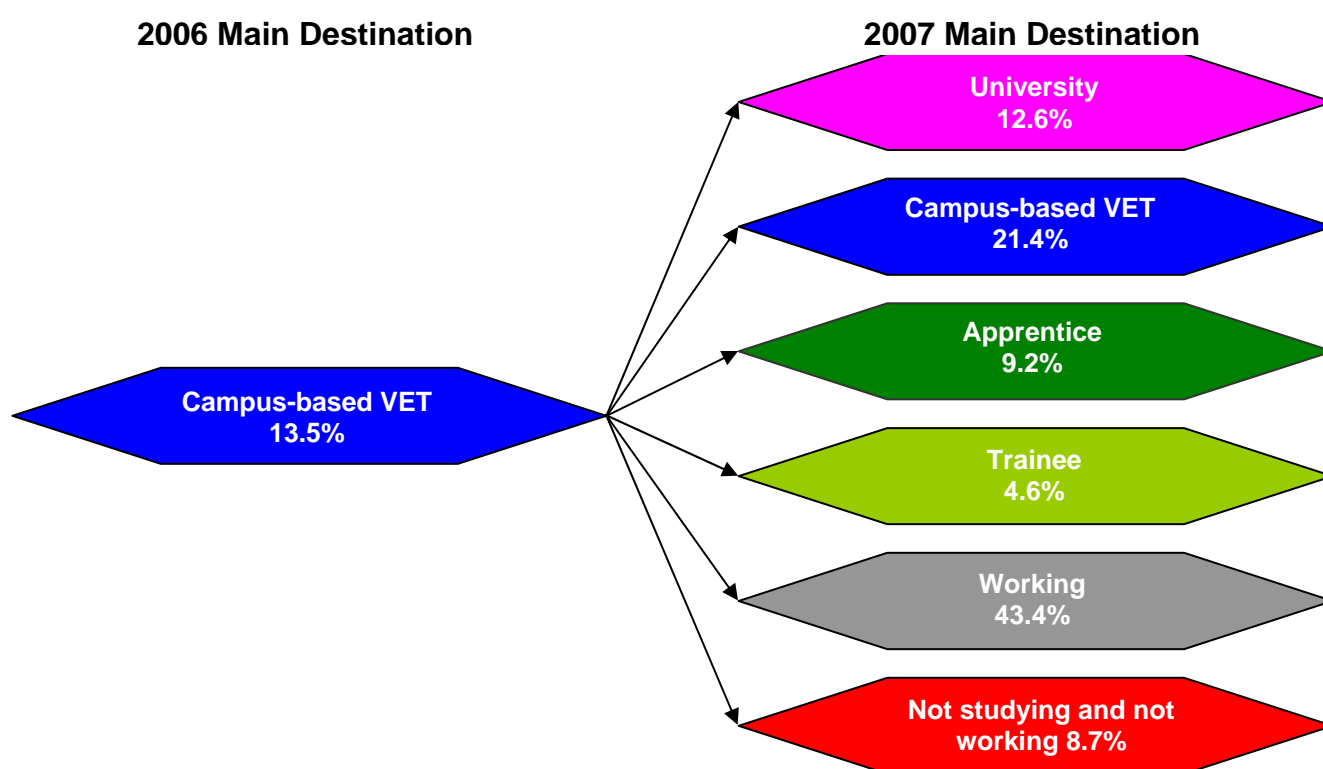 2006 Main Destination
2007 Main Destination
University
12.6%
Campus-based VET
21.4%
Apprentice
9.2%
Campus-based VET
13.5%
Trainee
4.6%
Working
43.4%
Not studying and not
working 8.7%